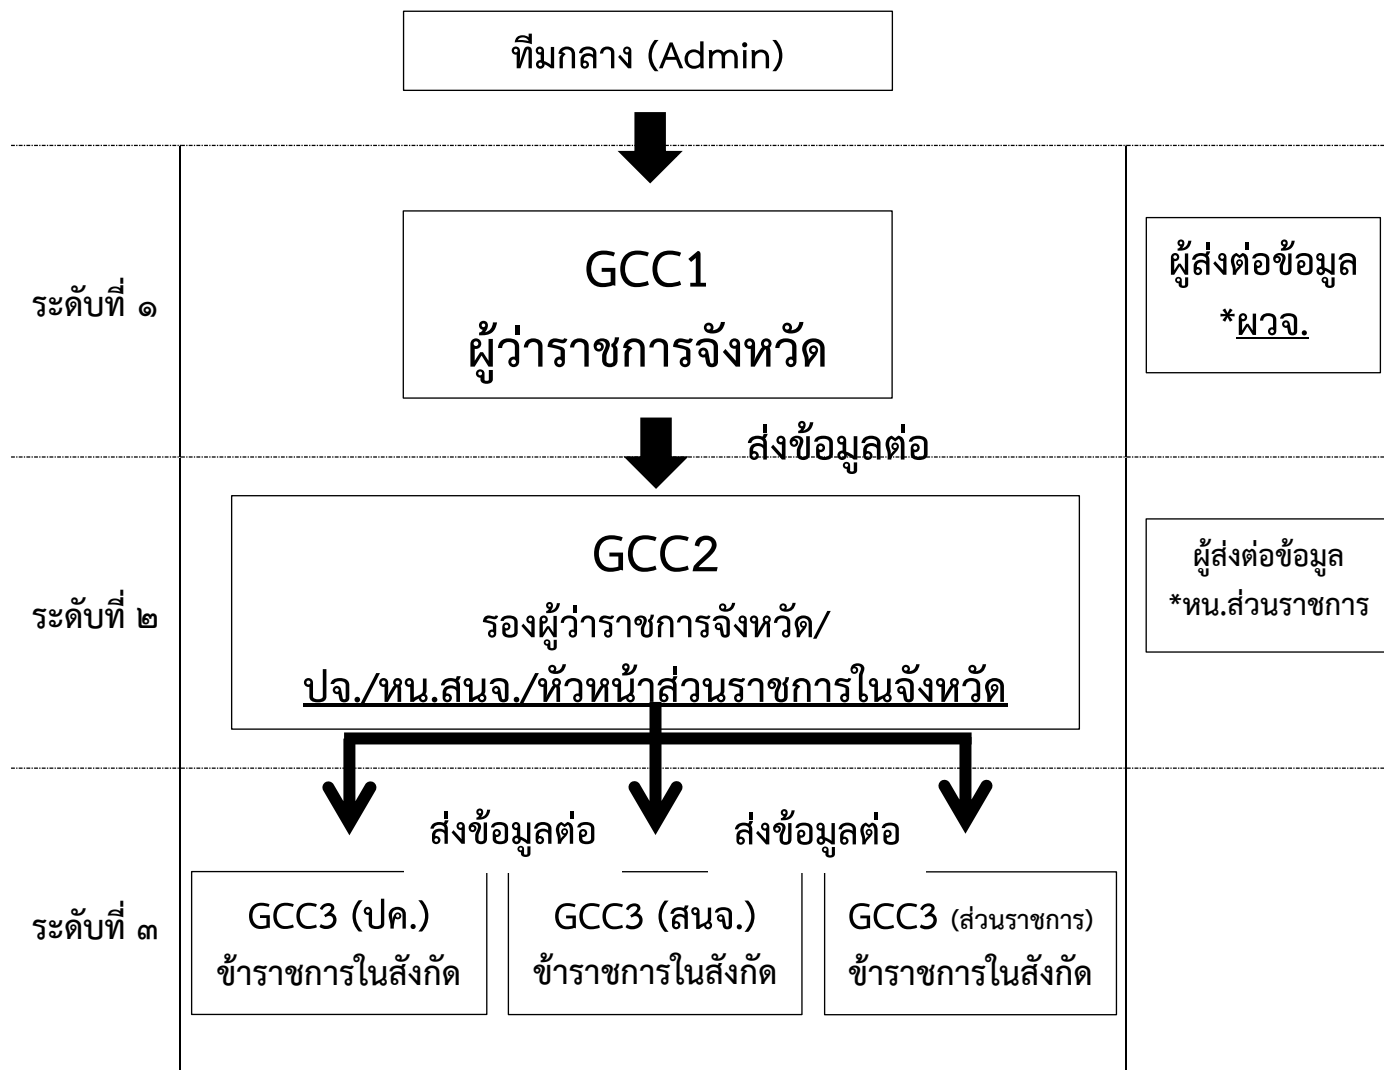 ทีมกลาง (Admin)
ระดับที่ ๑
GCC1
ผู้ว่าราชการจังหวัด
ผู้ส่งต่อข้อมูล
*ผวจ.
ส่งข้อมูลต่อ
ระดับที่ ๒
GCC2
รองผู้ว่าราชการจังหวัด/
ปจ./หน.สนจ./หัวหน้าส่วนราชการในจังหวัด
ผู้ส่งต่อข้อมูล
*หน.ส่วนราชการ
ส่งข้อมูลต่อ
ส่งข้อมูลต่อ
ระดับที่ ๓
GCC3 (ปค.)
ข้าราชการในสังกัด
GCC3 (สนจ.)
ข้าราชการในสังกัด
GCC3 (ส่วนราชการ)
ข้าราชการในสังกัด